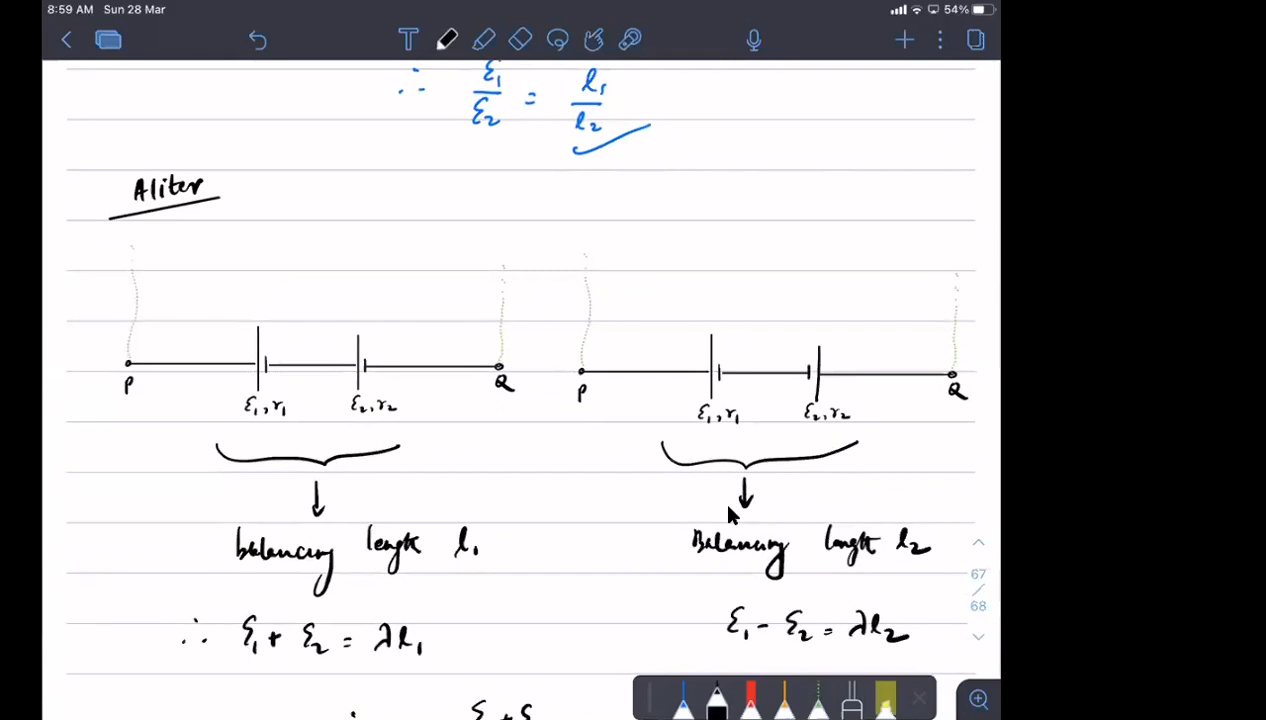 8:59 AM Sun 28 Mar 54%
T
∴ ε₁/ε₂ = l₁/l₂
Aliter
P Q P Q
ε₁, r₁ ε₂, r₂ ε₁, r₁ ε₂, r₂
balancing length l₁ Balancing length l₂
67
/
68
∴ ε₁ + ε₂ = λl₁ ε₁ - ε₂ = λl₂